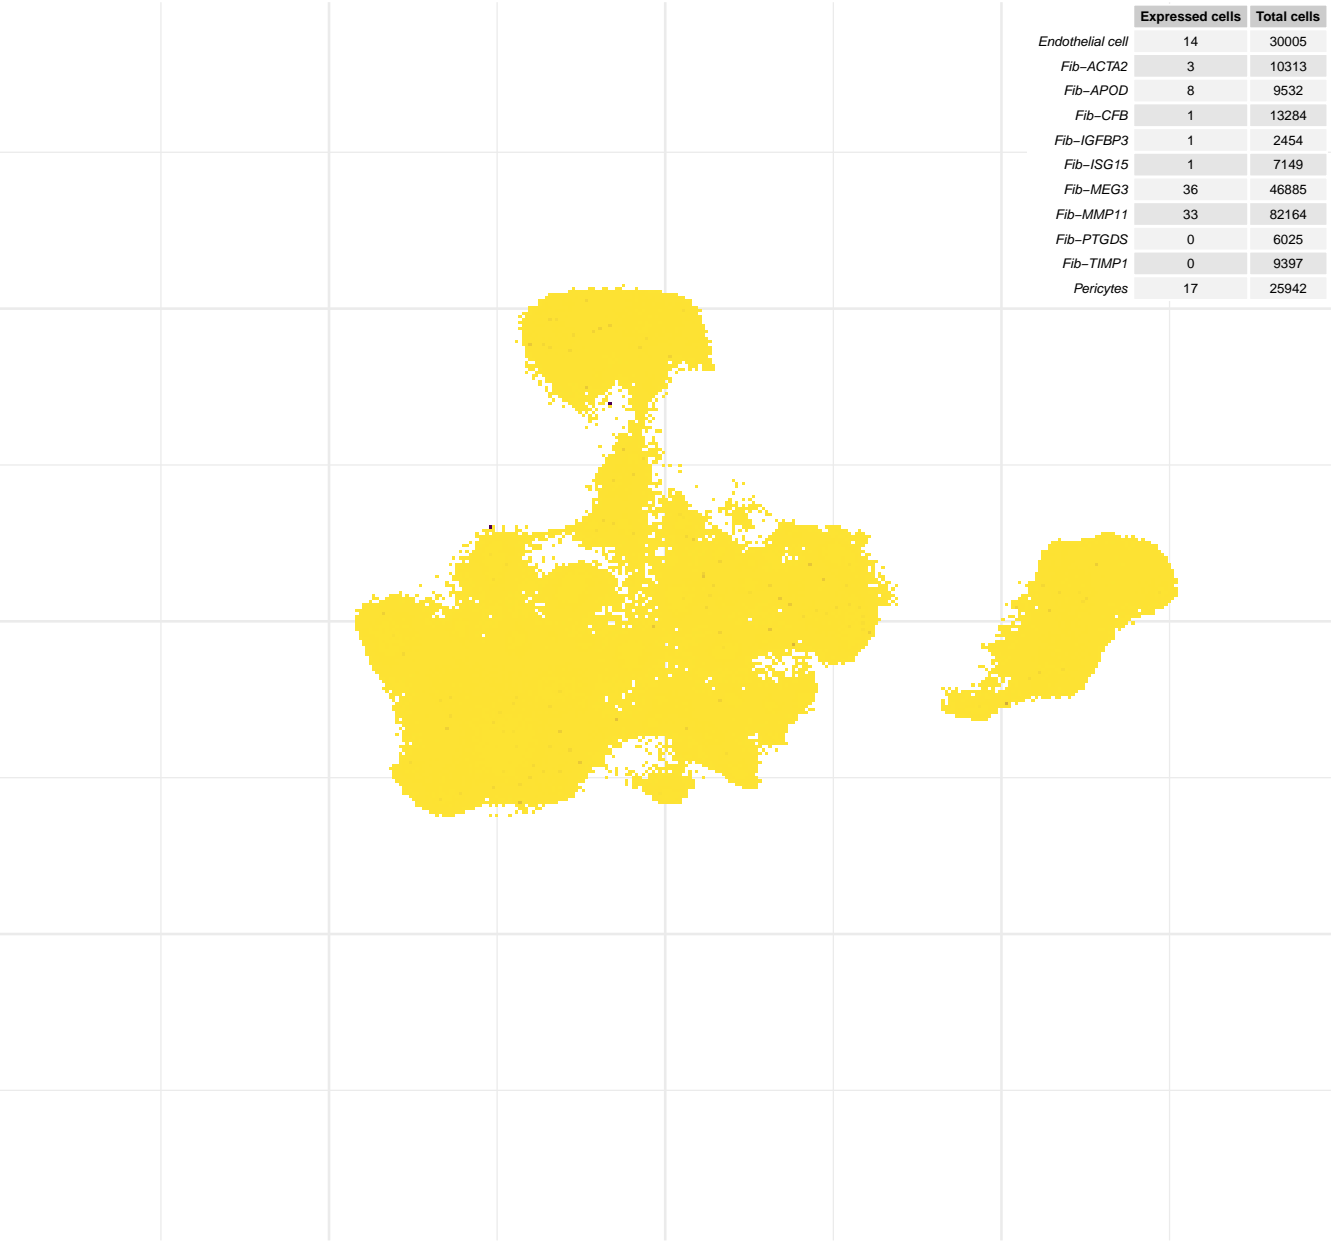 Expressed cells Total cells
Endothelial cell 14 30005
Fib−ACTA2 3 10313
Fib−APOD 8 9532
Fib−CFB 1 13284
Fib−IGFBP3 1 2454
Fib−ISG15 1 7149
Fib−MEG3 36 46885
Fib−MMP11 33 82164
Fib−PTGDS 0 6025
Fib−TIMP1 0 9397
Pericytes 17 25942